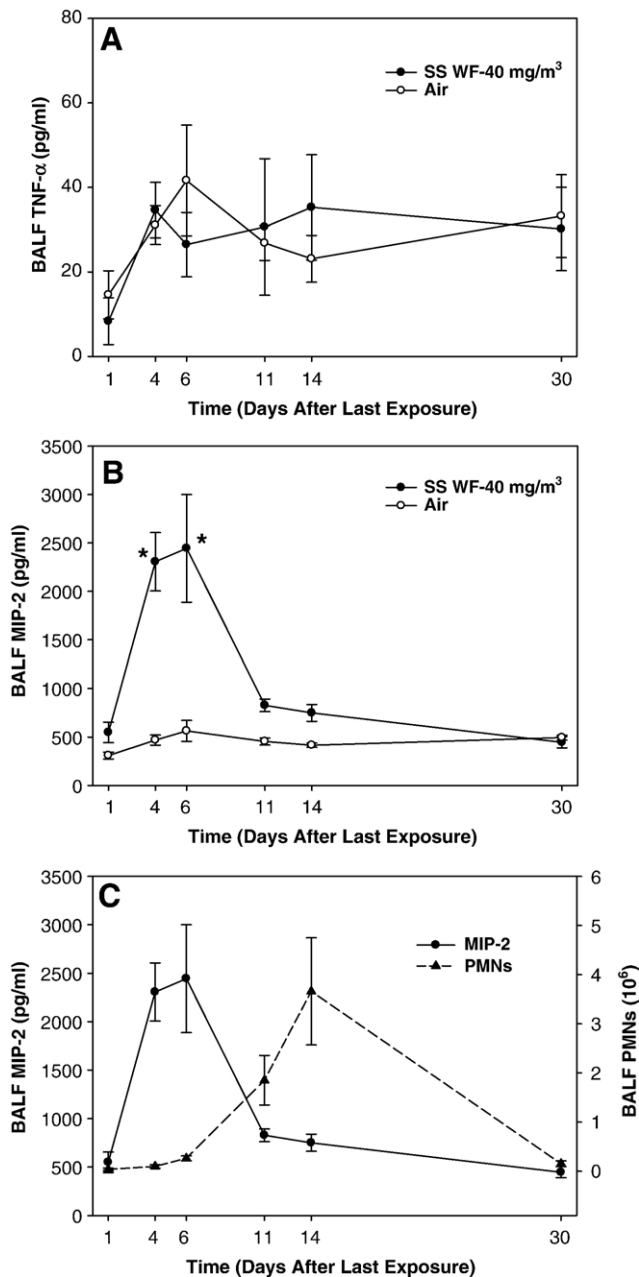 A
SS WF-40 mg/m³
Air
BALF TNF-α (pg/ml)
80
60
40
20
0
1 4 6 11 14 30
Time (Days After Last Exposure)
B
SS WF-40 mg/m³
Air
BALF MIP-2 (pg/ml)
3500
3000
2500
2000
1500
1000
500
0
* *
1 4 6 11 14 30
Time (Days After Last Exposure)
C
MIP-2
PMNs
BALF MIP-2 (pg/ml)
3500
3000
2500
2000
1500
1000
500
0
BALF PMNs (10⁶)
6
5
4
3
2
1
0
1 4 6 11 14 30
Time (Days After Last Exposure)